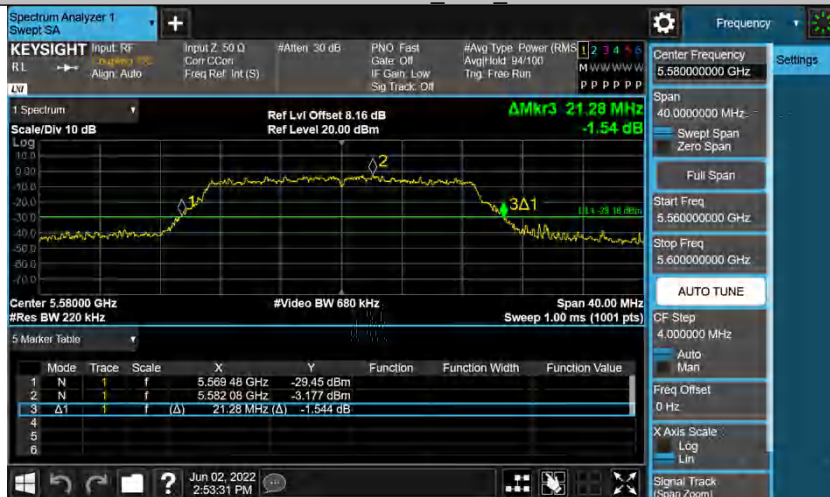 Spectrum Analyzer 1
Swept SA
Frequency
KEYSIGHT Input: RF
RL
Align: Auto
Input Z: 50 Ω
Corr CCorr
Freq Ref: Int (S)
#Atten: 30 dB
PNO: Fast
Gate: Off
IF Gain: Low
Sig Track: Off
#Avg Type: Power (RMS
Avg|Hold: 94/100
Trig: Free Run
1 2 3 4 5 6
M W W W W W
P P P P P P
LXI
1 Spectrum
Scale/Div 10 dB
Ref Lvl Offset 8.16 dB
Ref Level 20.00 dBm
ΔMkr3 21.28 MHz
-1.54 dB
Log
10.0
0.00
-10.0
-20.0
-30.0
-40.0
-50.0
-60.0
-70.0
1
2
3Δ1
Center 5.58000 GHz
#Res BW 220 kHz
#Video BW 680 kHz
Span 40.00 MHz
Sweep 1.00 ms (1001 pts)
5 Marker Table
Mode Trace Scale X Y Function Function Width Function Value
1 N 1 f 5.569 48 GHz -29.45 dBm
2 N 1 f 5.582 08 GHz -3.177 dBm
3 Δ1 1 f (Δ) 21.28 MHz (Δ) -1.544 dB
4
5
6
Jun 02, 2022
2:53:31 PM
Center Frequency
5.580000000 GHz
Settings
Span
40.0000000 MHz
Swept Span
Zero Span
Full Span
Start Freq
5.560000000 GHz
Stop Freq
5.600000000 GHz
AUTO TUNE
CF Step
4.000000 MHz
Auto
Man
Freq Offset
0 Hz
X Axis Scale
Log
Lin
Signal Track
(Span Zoom)